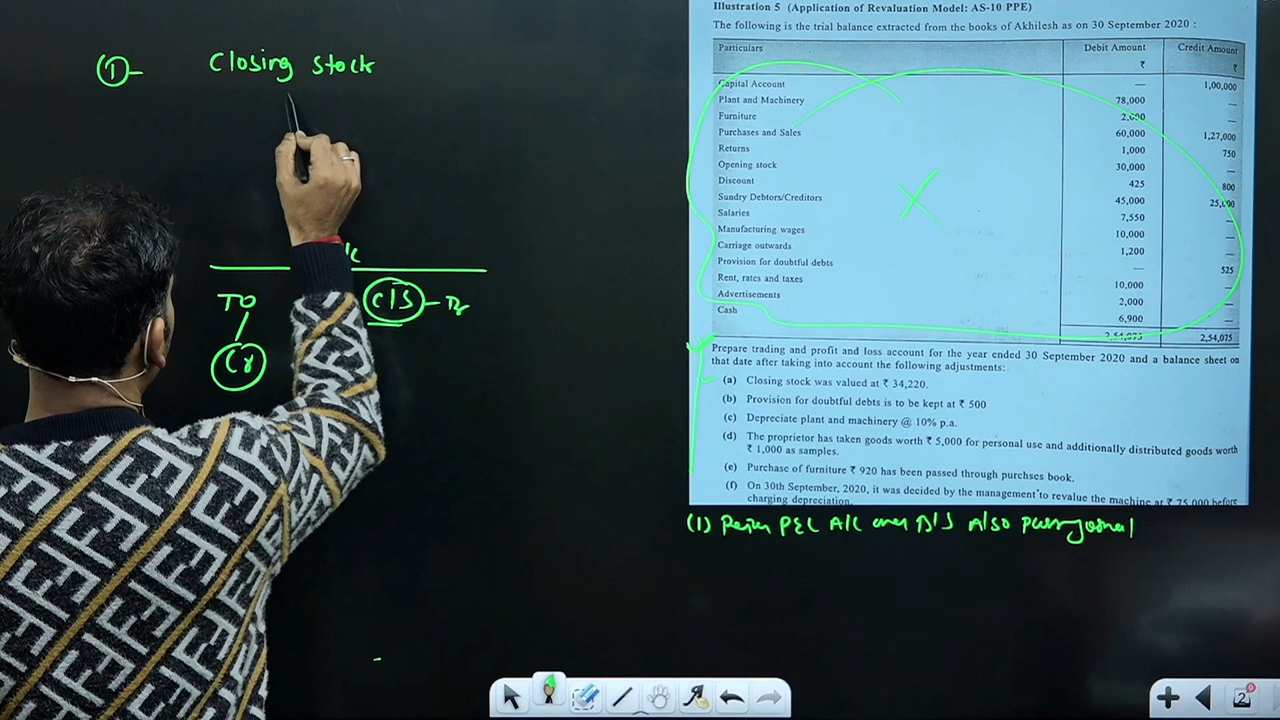 (1)- Closing stock
TO
C/S
Cr
Illustration 5 (Application of Revaluation Model: AS-10 PPE)
The following is the trial balance extracted from the books of Akhilesh as on 30 September 2020 :
Particulars Debit Amount ₹ Credit Amount ₹
Capital Account — 1,00,000
Plant and Machinery 78,000 —
Furniture 2,000 —
Purchases and Sales 60,000 1,27,000
Returns 1,000 750
Opening stock 30,000 —
Discount 425 800
Sundry Debtors/Creditors 45,000 25,000
Salaries 7,550 —
Manufacturing wages 10,000 —
Carriage outwards 1,200 —
Provision for doubtful debts — 525
Rent, rates and taxes 10,000 —
Advertisements 2,000 —
Cash 6,900 —
2,54,075 2,54,075
Prepare trading and profit and loss account for the year ended 30 September 2020 and a balance sheet on
that date after taking into account the following adjustments:
(a) Closing stock was valued at ₹ 34,220.
(b) Provision for doubtful debts is to be kept at ₹ 500
(c) Depreciate plant and machinery @ 10% p.a.
(d) The proprietor has taken goods worth ₹ 5,000 for personal use and additionally distributed goods worth
₹ 1,000 as samples.
(e) Purchase of furniture ₹ 920 has been passed through purchses book.
(f) On 30th September, 2020, it was decided by the management to revalue the machine at ₹ 75,000 before
charging depreciation.
(1) P&L A/C B/S Also
2